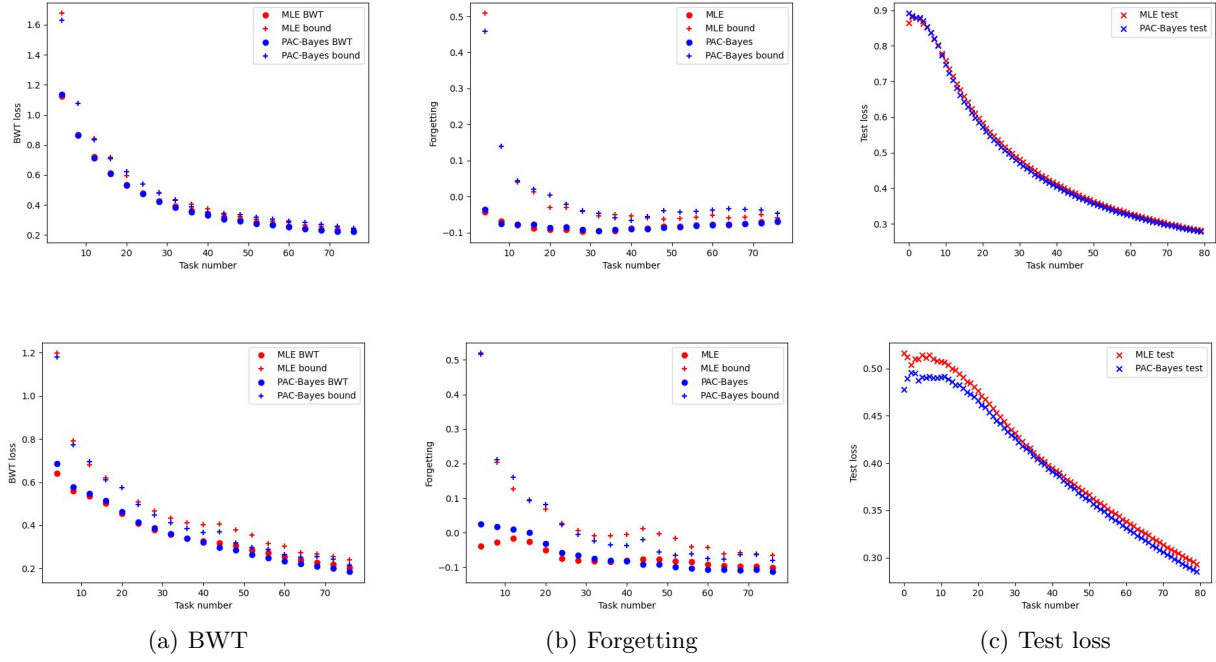 1.6
1.4
1.2
1.0
0.8
0.6
0.4
0.2
BWT loss
MLE BWT
MLE bound
PAC-Bayes BWT
PAC-Bayes bound
10 20 30 40 50 60 70
Task number
0.5
0.4
0.3
0.2
0.1
0.0
−0.1
Forgetting
MLE
MLE bound
PAC-Bayes
PAC-Bayes bound
10 20 30 40 50 60 70
Task number
0.9
0.8
0.7
0.6
0.5
0.4
0.3
Test loss
MLE test
PAC-Bayes test
0 10 20 30 40 50 60 70 80
Task number
1.2
1.0
0.8
0.6
0.4
0.2
BWT loss
MLE BWT
MLE bound
PAC-Bayes BWT
PAC-Bayes bound
0 10 20 30 40 50 60 70
Task number
0.5
0.4
0.3
0.2
0.1
0.0
−0.1
Forgetting
MLE
MLE bound
PAC-Bayes
PAC-Bayes bound
10 20 30 40 50 60 70
Task number
0.50
0.45
0.40
0.35
0.30
Test loss
MLE test
PAC-Bayes test
0 10 20 30 40 50 60 70 80
Task number
(a) BWT
(b) Forgetting
(c) Test loss